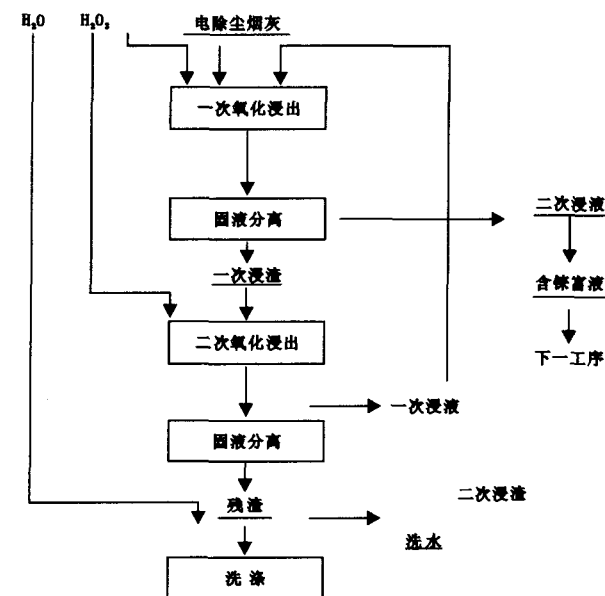 H₂O H₂O₂ 电除尘烟灰
一次氧化浸出
固液分离
二次浸液
一次浸渣
含铼富液
二次氧化浸出
下一工序
一次浸液
固液分离
二次浸渣
残渣
洗水
洗涤